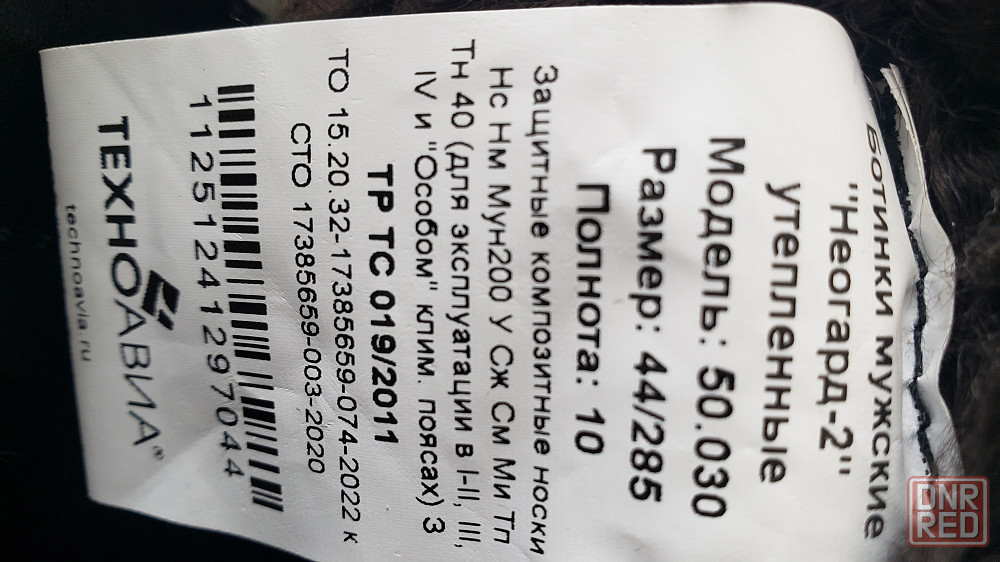 Ботинки мужские
"Неогард-2"
утепленные
Модель: 50.030
Размер: 44/285
Полнота: 10
Защитные композитные носки
Нс Нм Мун200 У Сж См Ми Тп
Тн 40 (для эксплуатации в I-II, III,
IV и "Особом" клим. поясах) З
ТР ТС 019/2011
ТО 15.20.32-17385659-074-2022 к
СТО 17385659-003-2020
1125124129704​4
ТЕХНОАВИА®
technoavia.ru
DNR
RED